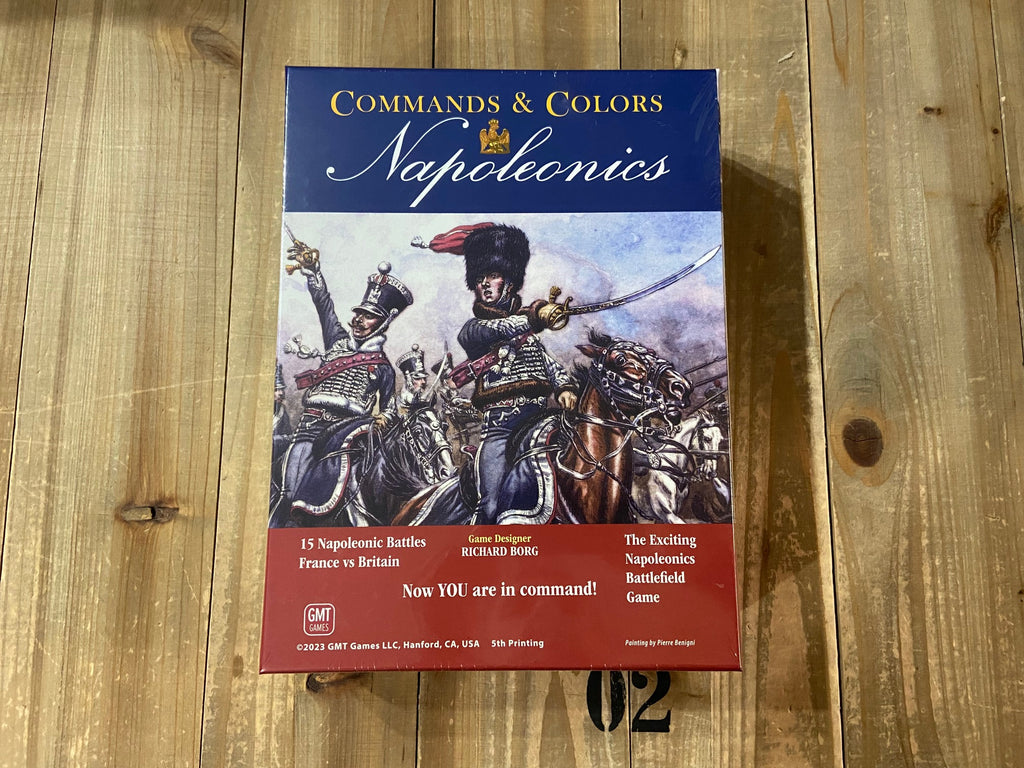 COMMANDS & COLORS
Napoleonics
15 Napoleonic Battles
France vs Britain
Game Designer
RICHARD BORG
The Exciting
Napoleonics
Battlefield
Game
Now YOU are in command!
GMT
GAMES
©2023 GMT Games LLC, Hanford, CA, USA 5th Printing
Painting by Pierre Benigni
02